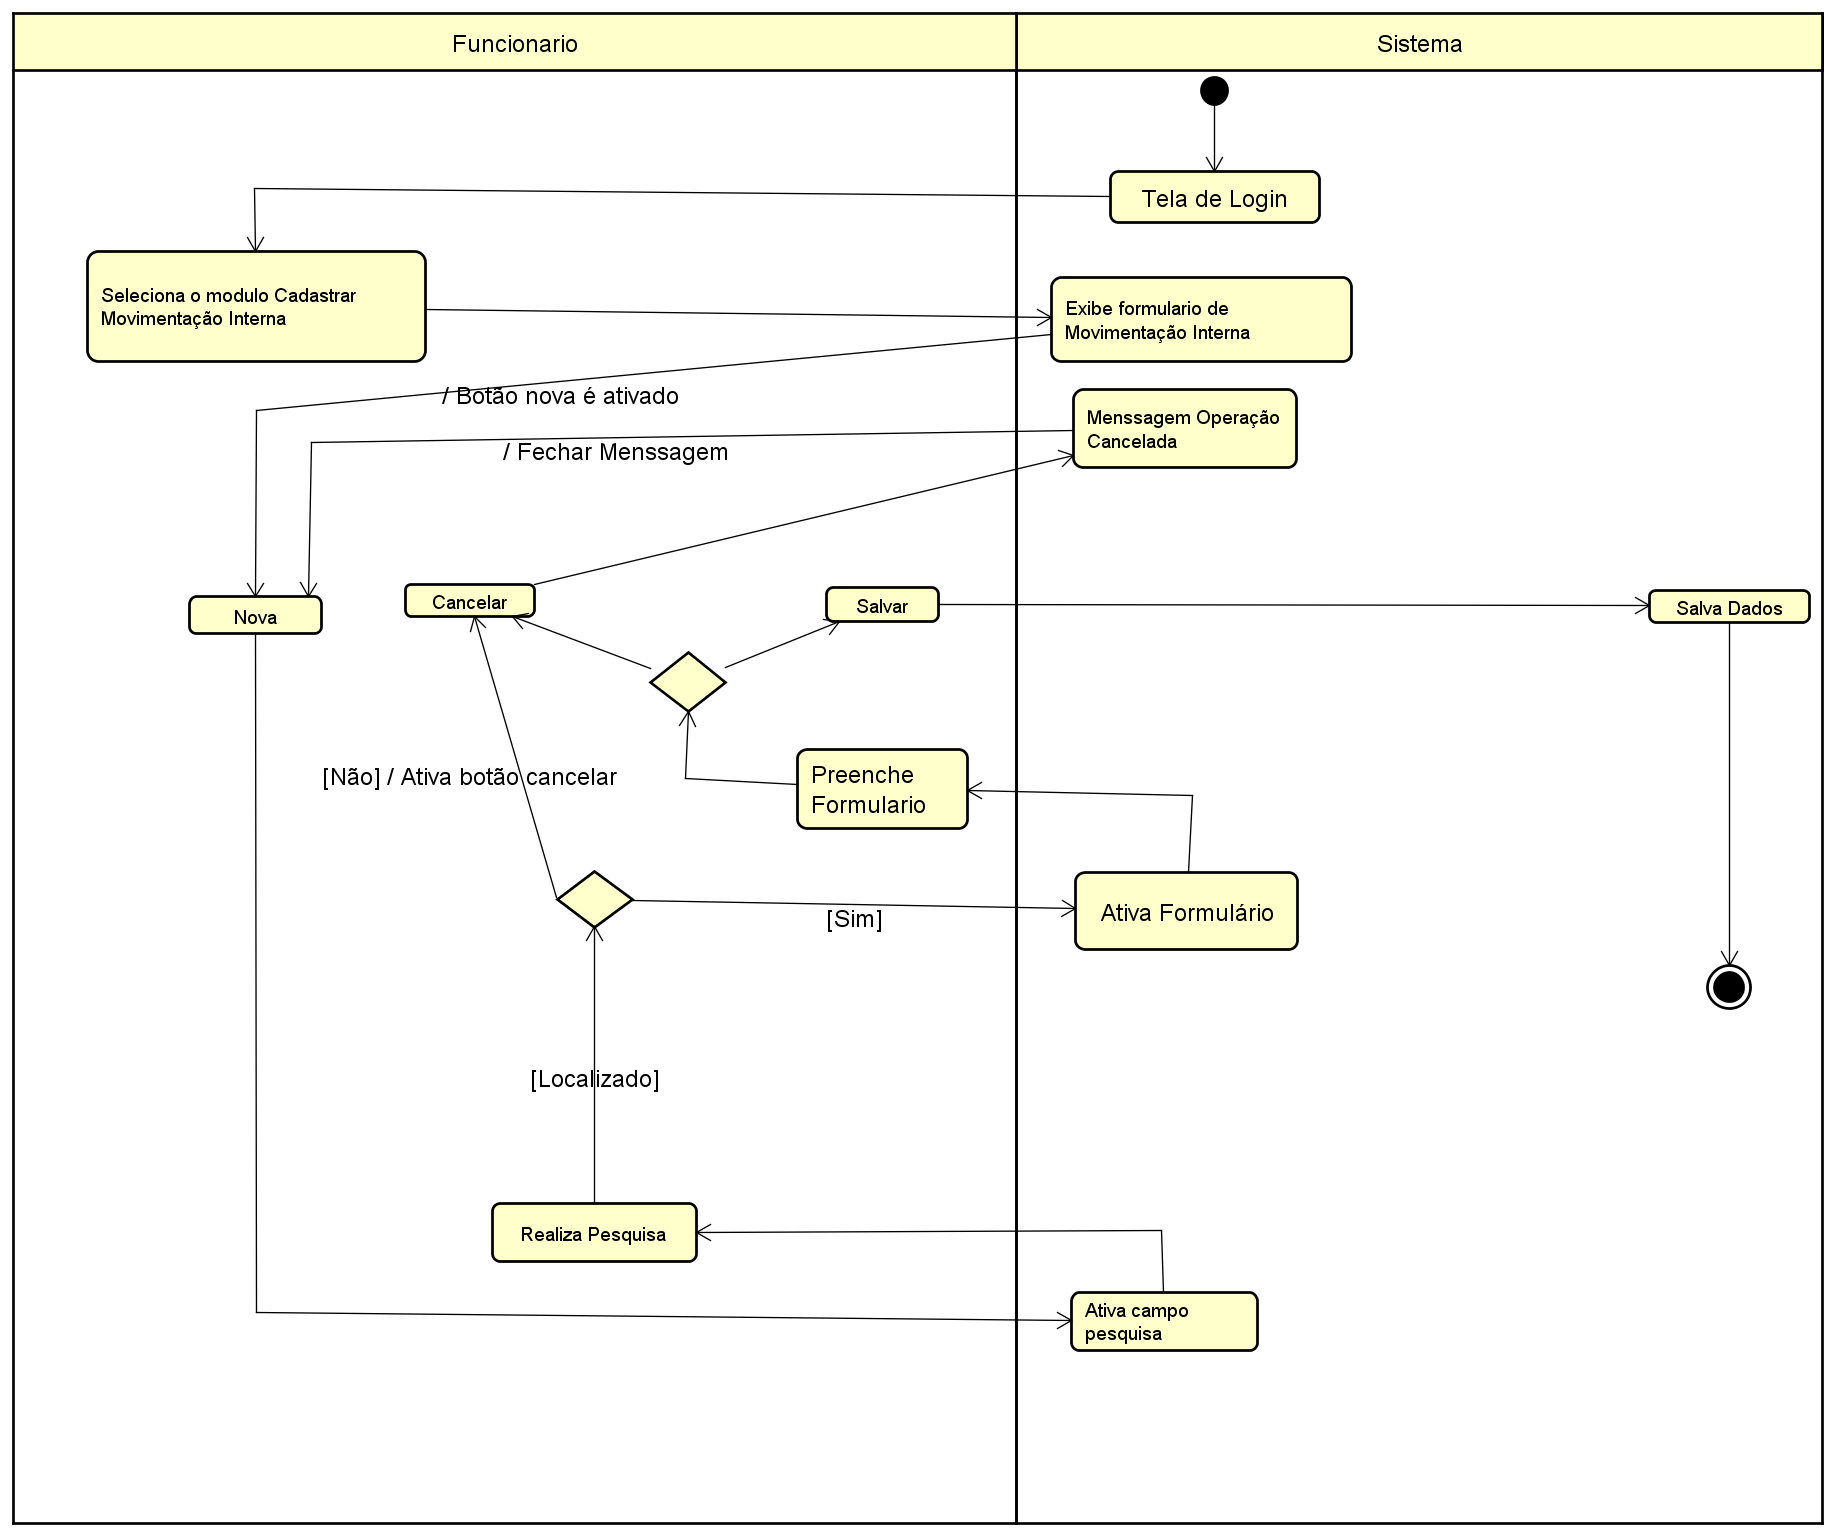 Funcionario
Sistema
Tela de Login
Seleciona o modulo Cadastrar
Movimentação Interna
Exibe formulario de
Movimentação Interna
/ Botão nova é ativado
Menssagem Operação
Cancelada
/ Fechar Menssagem
Nova
Cancelar
Salvar
Salva Dados
[Não] / Ativa botão cancelar
Preenche
Formulario
[Sim]
Ativa Formulário
[Localizado]
Realiza Pesquisa
Ativa campo
pesquisa